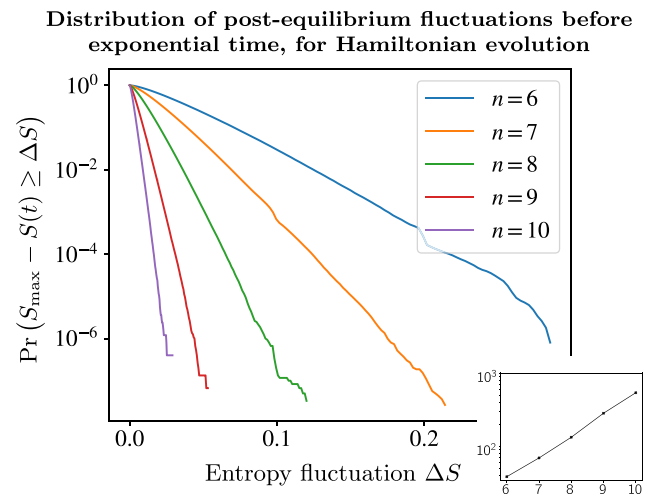 Distribution of post-equilibrium fluctuations before
exponential time, for Hamiltonian evolution
Pr (S_max − S(t) ≥ ΔS)
10^0
10^−2
10^−4
10^−6
n = 6
n = 7
n = 8
n = 9
n = 10
0.0 0.1 0.2
Entropy fluctuation ΔS
10^3
10^2
6 7 8 9 10